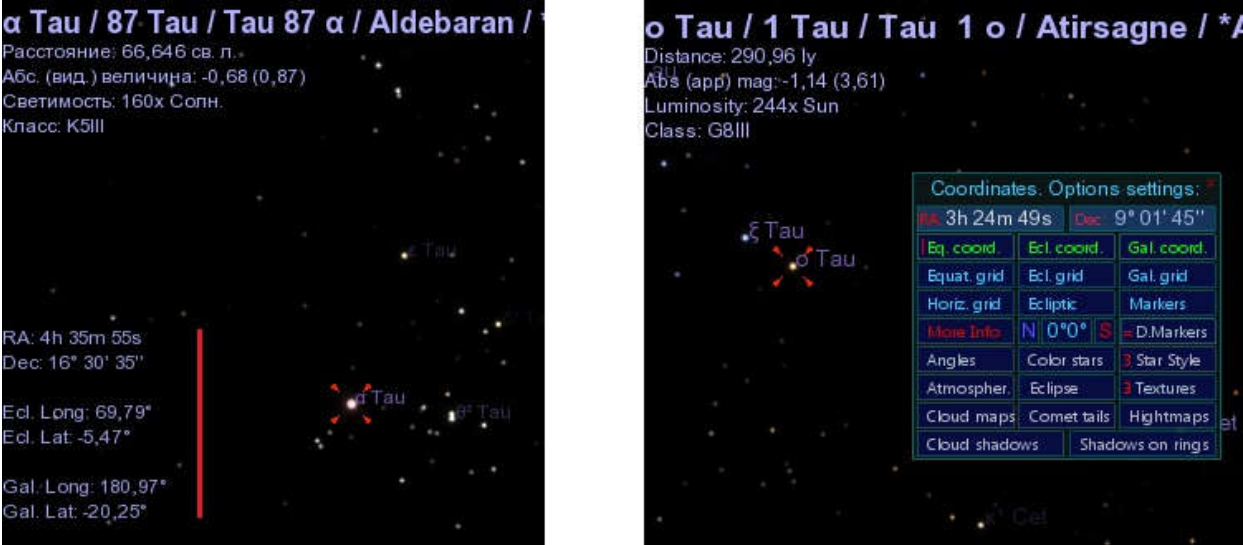 α Tau / 87 Tau / Tau 87 α / Aldebaran /
Расстояние: 66,646 св. л.
Абс. (вид.) величина: -0,68 (0,87)
Светимость: 160x Солн.
Класс: K5III
ε Tau
RA: 4h 35m 55s
Dec: 16° 30' 35''
α Tau
θ² Tau
Ecl. Long: 69,79°
Ecl. Lat: -5,47°
Gal. Long: 180,97°
Gal. Lat: -20,25°
ο Tau / 1 Tau / Tau 1 ο / Atirsagne / *A
Distance: 290,96 ly
Abs (app) mag: -1,14 (3,61)
Luminosity: 244x Sun
Class: G8III
ξ Tau
ο Tau
Coordinates. Options settings: *
RA: 3h 24m 49s Dec: 9° 01' 45''
Eq. coord. Ecl. coord. Gal. coord.
Equat. grid Ecl. grid Gal. grid
Horiz. grid Ecliptic Markers
More Info N 0°0° S = D.Markers
Angles Color stars 3 Star Style
Atmospher. Eclipse 3 Textures
Cloud maps Comet tails Hightmaps
Cloud shadows Shadows on rings
κ¹ Cet